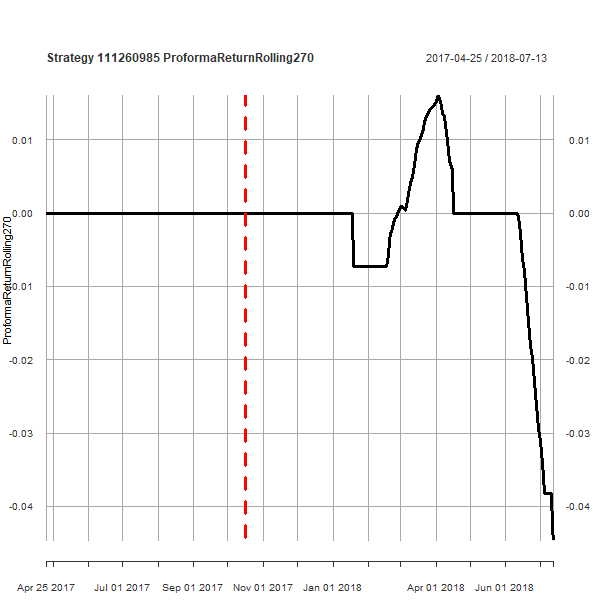 Strategy 111260985 ProformaReturnRolling270
2017-04-25 / 2018-07-13
0.01 0.01
0.00 0.00
-0.01 -0.01
-0.02 -0.02
-0.03 -0.03
-0.04 -0.04
ProformaReturnRolling270
Apr 25 2017 Jul 01 2017 Sep 01 2017 Nov 01 2017 Jan 01 2018 Apr 01 2018 Jun 01 2018